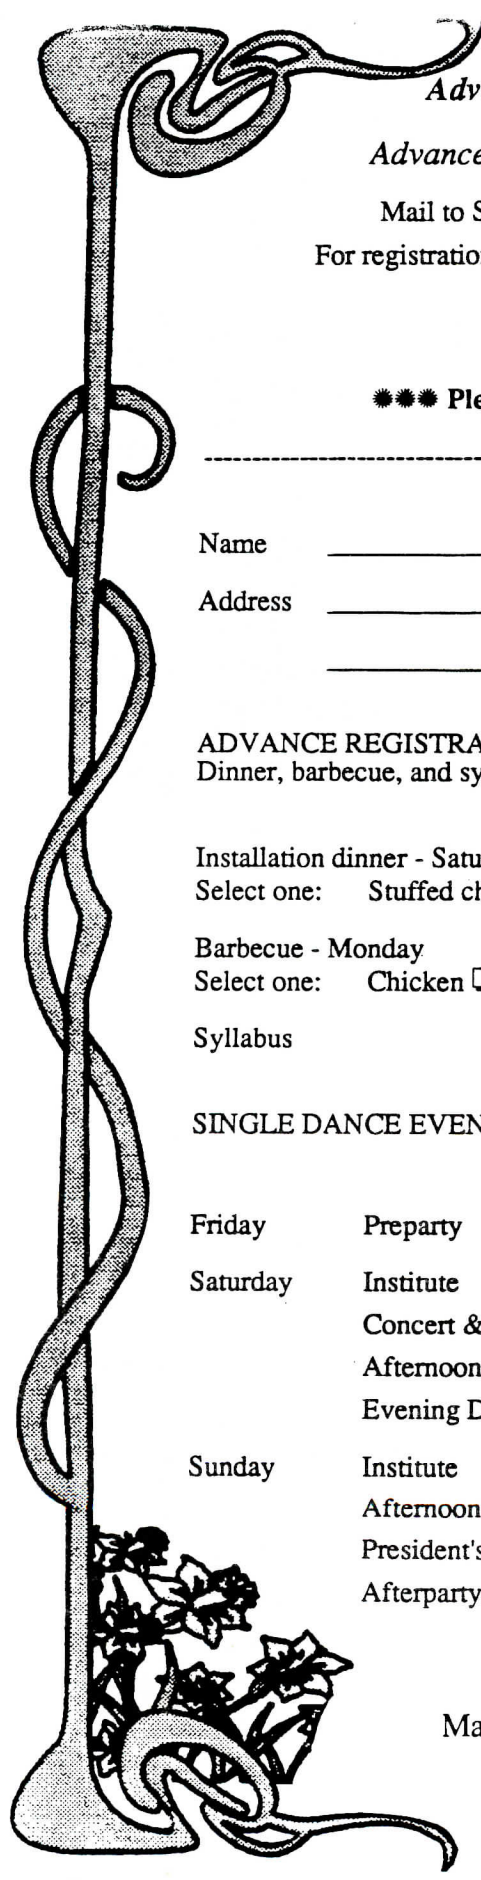 Adv
Advance
Mail to S
For registratio
*** Ple
Name
Address
ADVANCE REGISTRA
Dinner, barbecue, and sy
Installation dinner - Satu
Select one: Stuffed ch
Barbecue - Monday
Select one: Chicken
Syllabus
SINGLE DANCE EVEN
Friday Preparty
Saturday Institute
Concert &
Afternoon
Evening D
Sunday Institute
Afternoon
President's
Afterparty
Ma